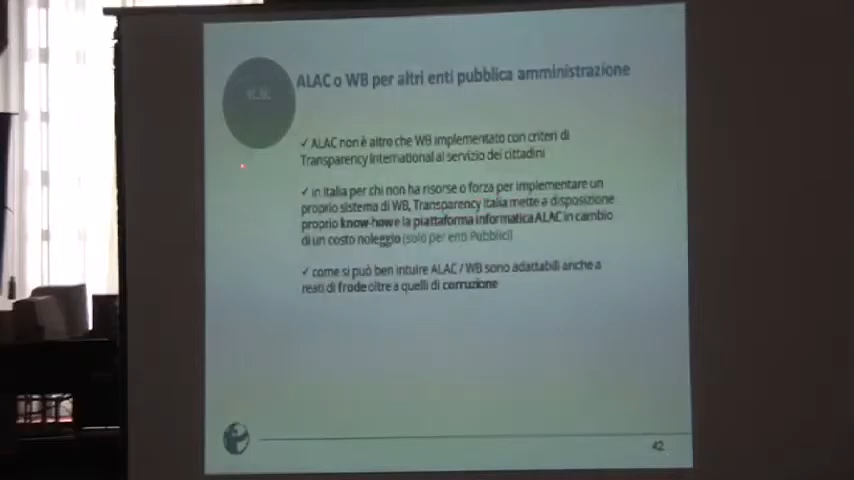 ALAC o WB per altri enti pubblica amministrazione
✓ ALAC non è altro che WB implementato con criteri di
Transparency International al servizio dei cittadini
✓ in Italia per chi non ha risorse o forza per implementare un
proprio sistema di WB, Transparency Italia mette a disposizione
proprio know-how e la piattaforma informatica ALAC in cambio
di un costo noleggio (solo per enti Pubblici)
✓ come si può ben intuire ALAC / WB sono adattabili anche a
reati di frode oltre a quelli di corruzione
42